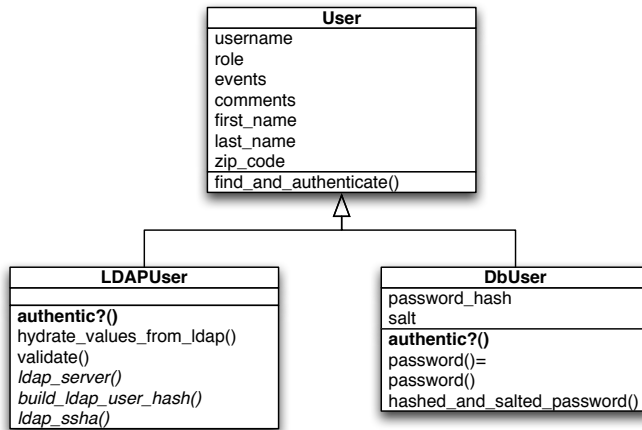 User
username
role
events
comments
first_name
last_name
zip_code
find_and_authenticate()
LDAPUser
authentic?()
hydrate_values_from_ldap()
validate()
ldap_server()
build_ldap_user_hash()
ldap_ssha()
DbUser
password_hash
salt
authentic?()
password()=
password()
hashed_and_salted_password()